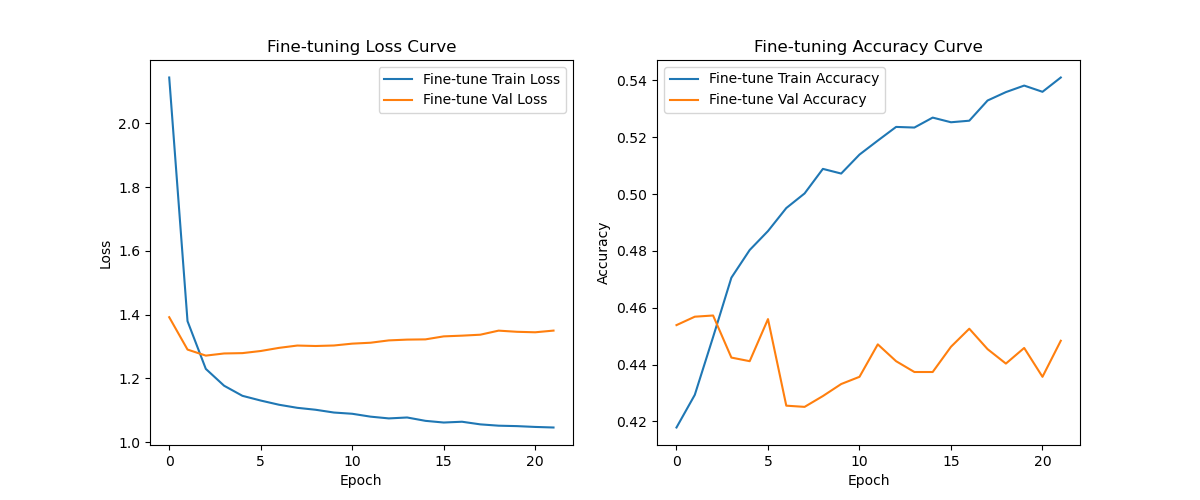 Fine-tuning Loss Curve
Fine-tune Train Loss
Fine-tune Val Loss
Loss
2.0
1.8
1.6
1.4
1.2
1.0
0
5
10
15
20
Epoch
Fine-tuning Accuracy Curve
Fine-tune Train Accuracy
Fine-tune Val Accuracy
Accuracy
0.54
0.52
0.50
0.48
0.46
0.44
0.42
0
5
10
15
20
Epoch